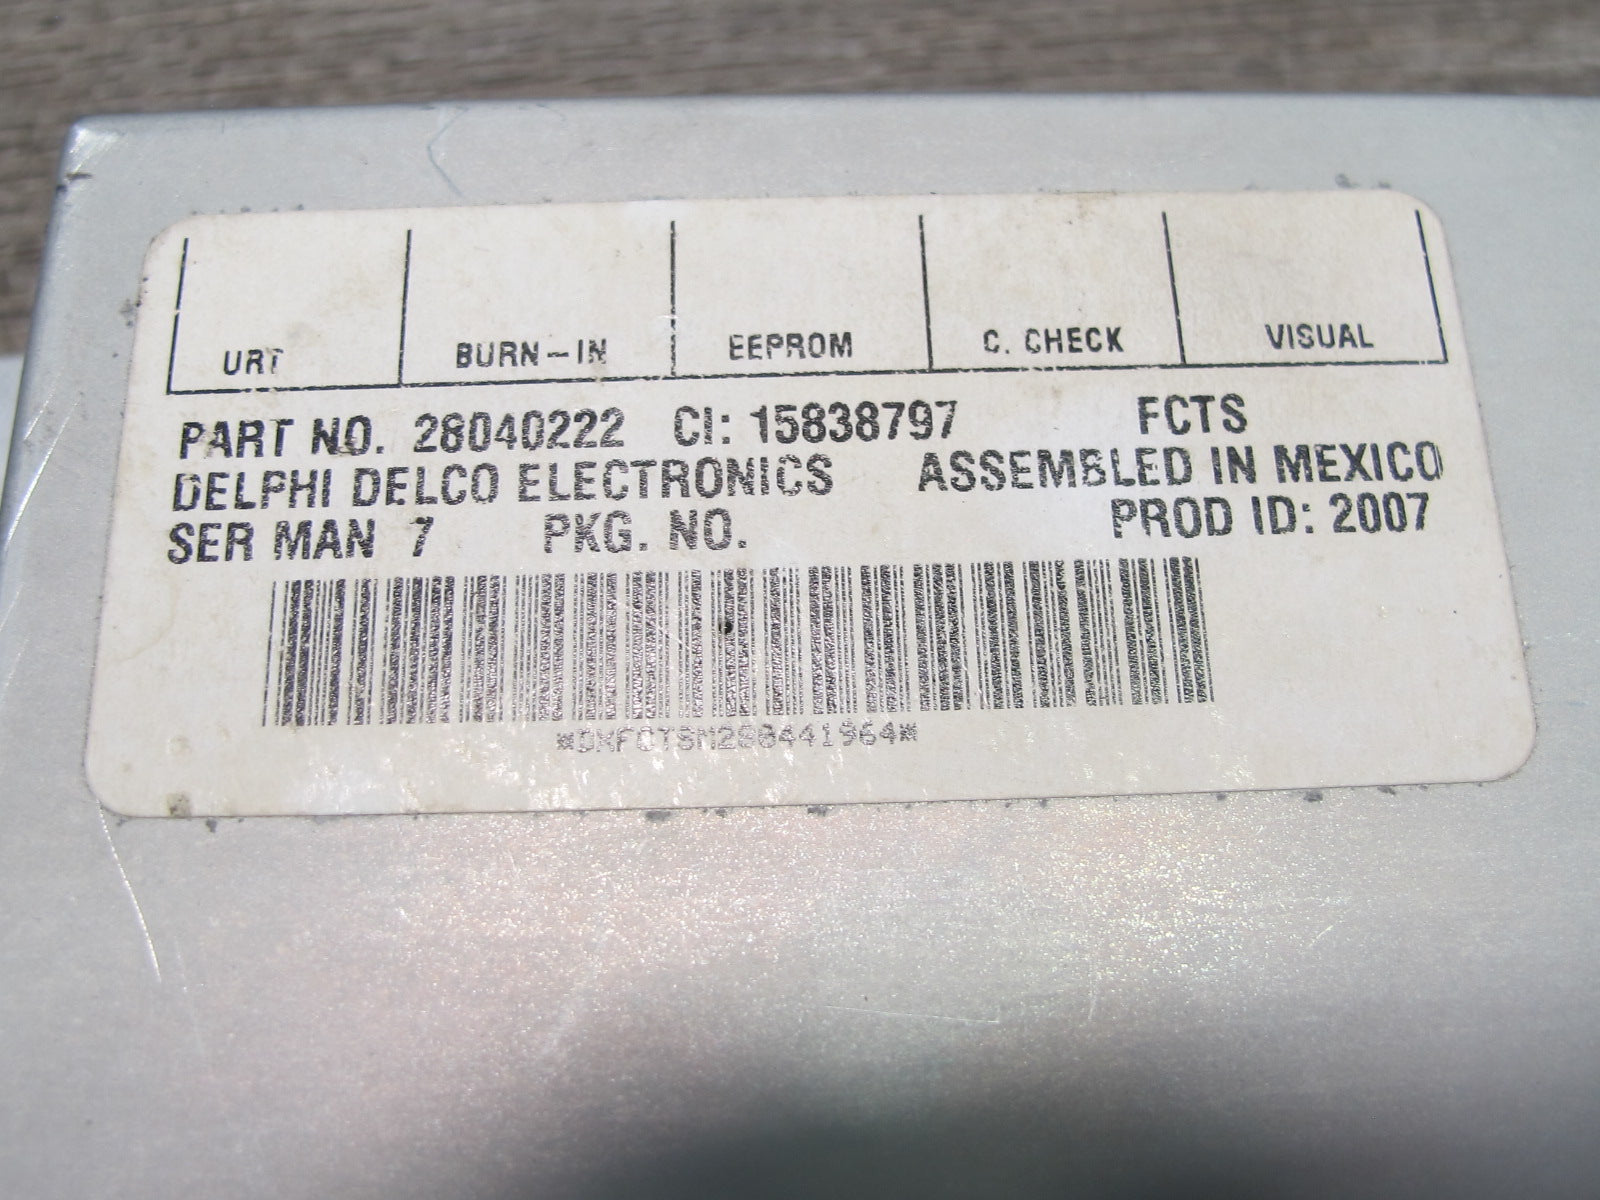 URT BURN-IN EEPROM C. CHECK VISUAL
PART NO. 28040222 CI: 15838797 FCTS
DELPHI DELCO ELECTRONICS ASSEMBLED IN MEXICO
SER MAN 7 PKG. NO. PROD ID: 2007